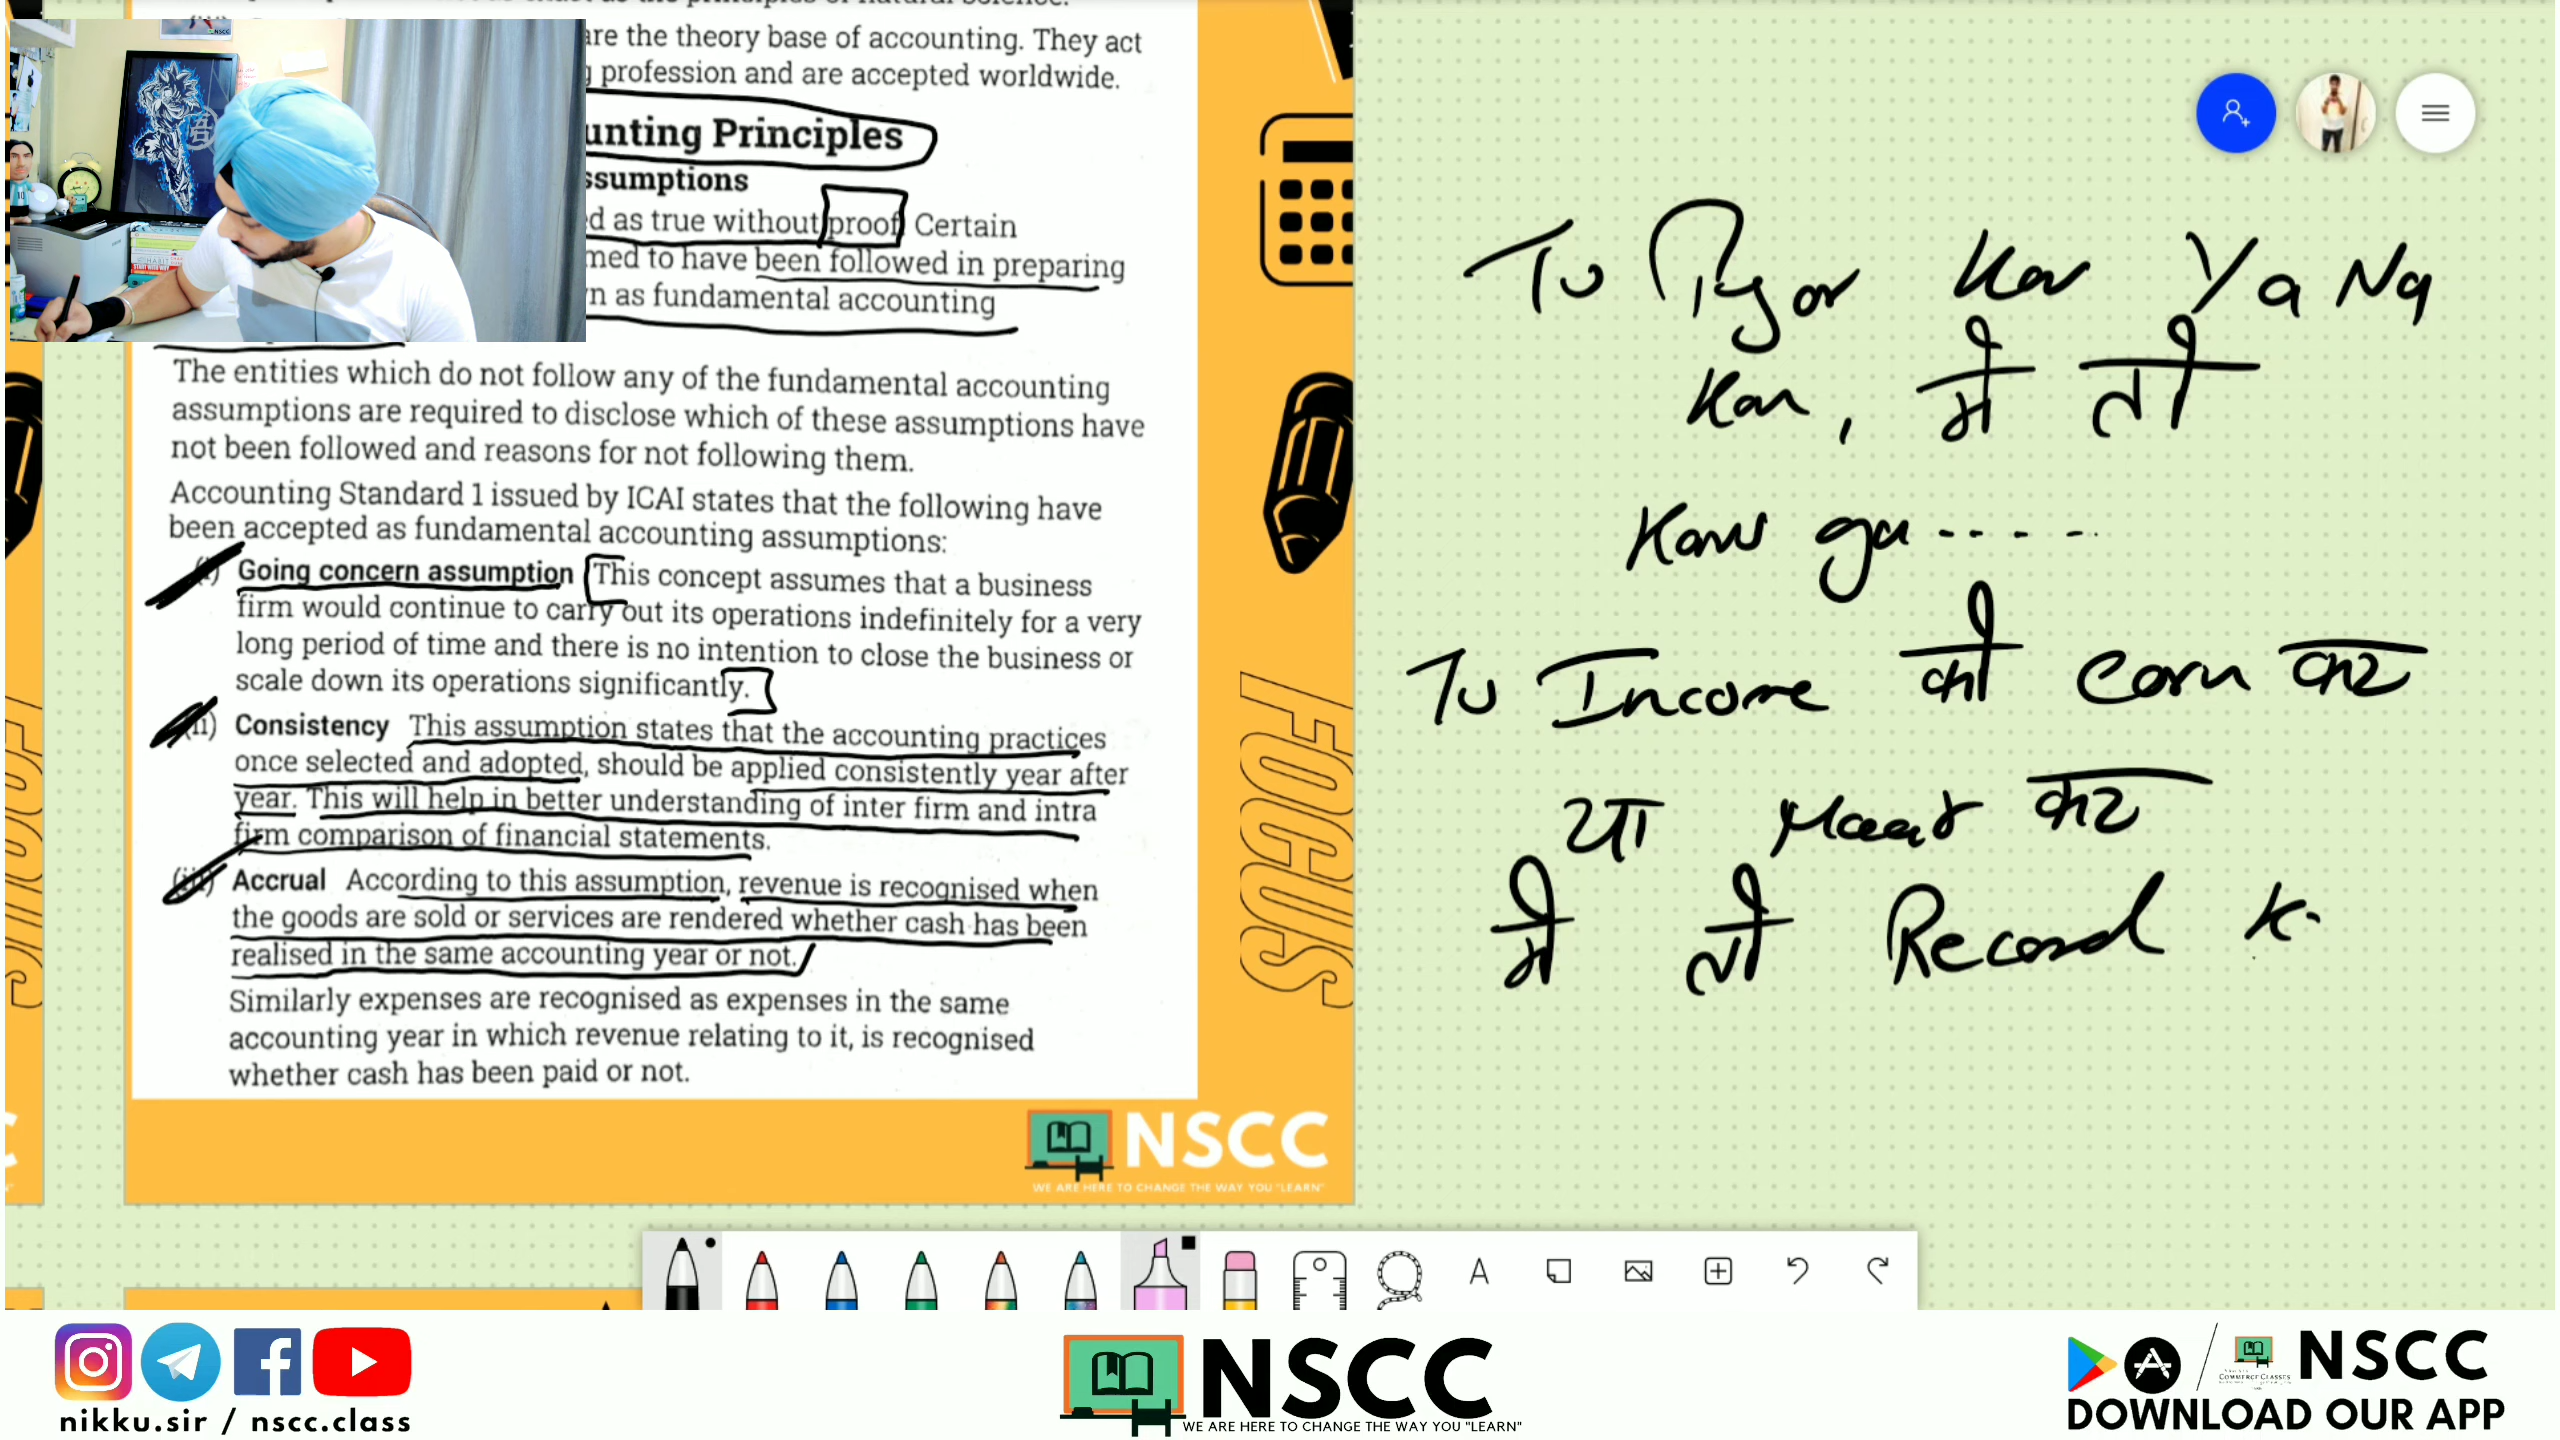 are the theory base of accounting. They act
profession and are accepted worldwide.
unting Principles
ssumptions
d as true without proof Certain
med to have been followed in preparing
n as fundamental accounting
The entities which do not follow any of the fundamental accounting
assumptions are required to disclose which of these assumptions have
not been followed and reasons for not following them.
Accounting Standard 1 issued by ICAI states that the following have
been accepted as fundamental accounting assumptions:
(i) Going concern assumption This concept assumes that a business
firm would continue to carry out its operations indefinitely for a very
long period of time and there is no intention to close the business or
scale down its operations significantly.
(ii) Consistency This assumption states that the accounting practices
once selected and adopted, should be applied consistently year after
year. This will help in better understanding of inter firm and intra
firm comparison of financial statements.
(iii) Accrual According to this assumption, revenue is recognised when
the goods are sold or services are rendered whether cash has been
realised in the same accounting year or not.
Similarly expenses are recognised as expenses in the same
accounting year in which revenue relating to it, is recognised
whether cash has been paid or not.
NSCC
WE ARE HERE TO CHANGE THE WAY YOU "LEARN"
FOCUS
Tu Pyar Kar Ya Na
Kar, मै तो
ga
Tu Income को earn कर
या मत कर
मै तो Record K
nikku.sir / nscc.class
NSCC
WE ARE HERE TO CHANGE THE WAY YOU "LEARN"
NSCC
COMMERCE CLASSES
DOWNLOAD OUR APP